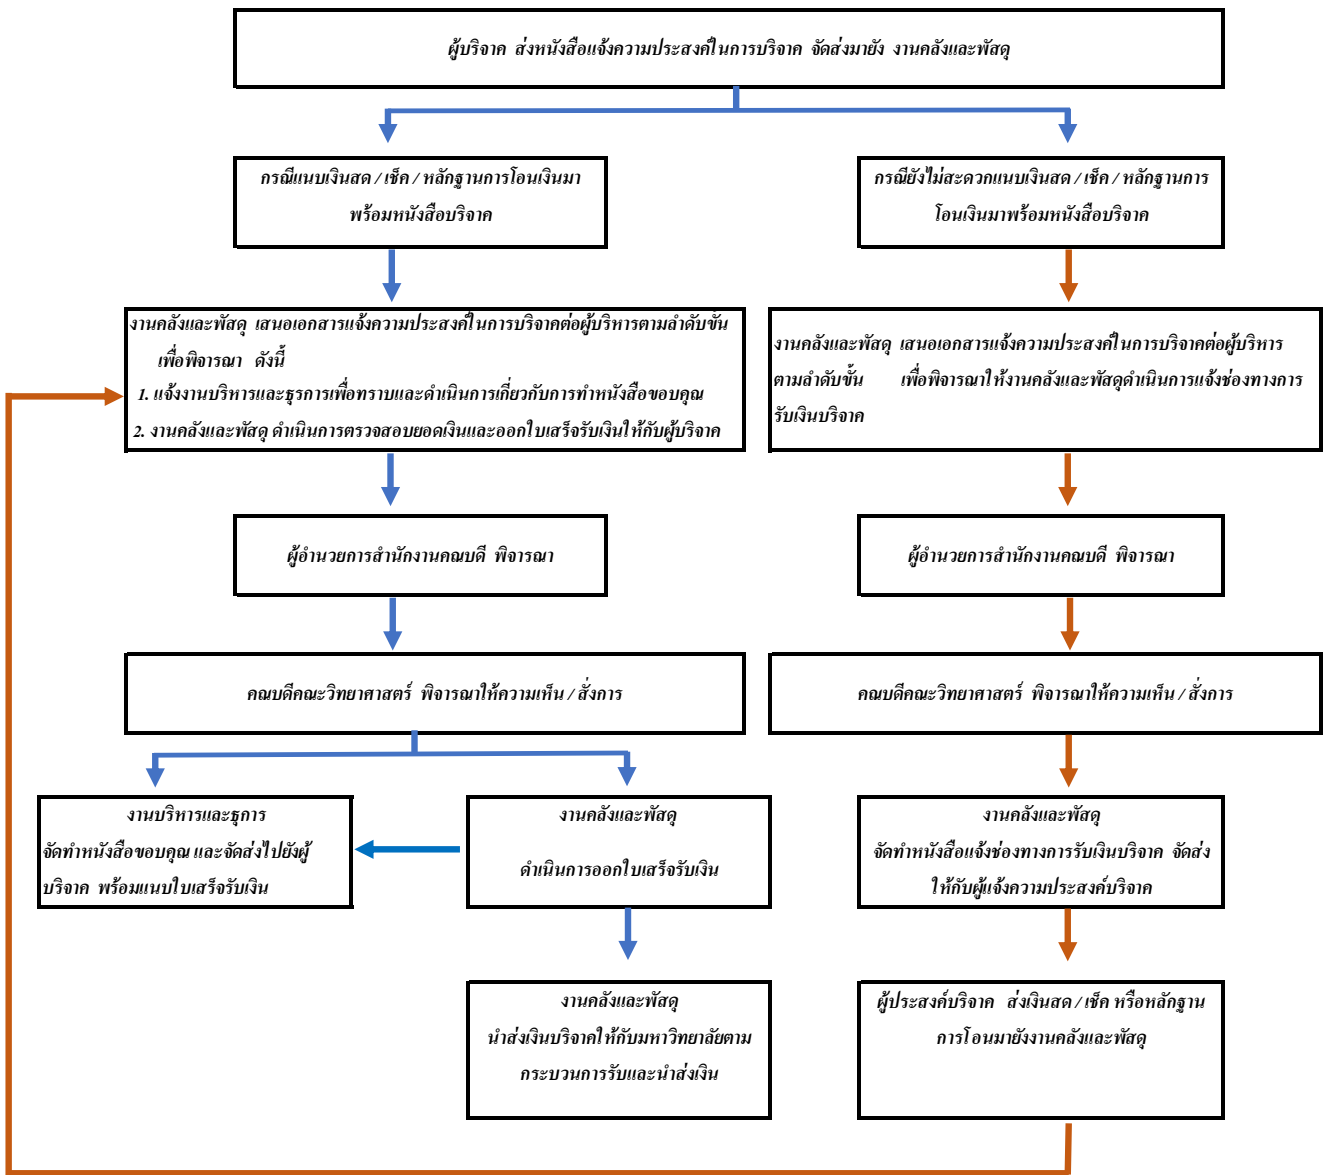 ผู้บริจาค ส่งหนังสือแจ้งความประสงค์ในการบริจาค จัดส่งมายัง งานคลังและพัสดุ
กรณีแนบเงินสด / เช็ค / หลักฐานการโอนเงินมา
พร้อมหนังสือบริจาค
กรณียังไม่สะดวกแนบเงินสด / เช็ค / หลักฐานการ
โอนเงินมาพร้อมหนังสือบริจาค
งานคลังและพัสดุ เสนอเอกสารแจ้งความประสงค์ในการบริจาคต่อผู้บริหารตามลำดับขั้น
เพื่อพิจารณา ดังนี้
1. แจ้งงานบริหารและธุรการเพื่อทราบและดำเนินการเกี่ยวกับการทำหนังสือขอบคุณ
2. งานคลังและพัสดุ ดำเนินการตรวจสอบยอดเงินและออกใบเสร็จรับเงินให้กับผู้บริจาค
งานคลังและพัสดุ เสนอเอกสารแจ้งความประสงค์ในการบริจาคต่อผู้บริหาร
ตามลำดับขั้น เพื่อพิจารณาให้งานคลังและพัสดุดำเนินการแจ้งช่องทางการ
รับเงินบริจาค
ผู้อำนวยการสำนักงานคณบดี พิจารณา
ผู้อำนวยการสำนักงานคณบดี พิจารณา
คณบดีคณะวิทยาศาสตร์ พิจารณาให้ความเห็น / สั่งการ
คณบดีคณะวิทยาศาสตร์ พิจารณาให้ความเห็น / สั่งการ
งานบริหารและธุรการ
จัดทำหนังสือขอบคุณ และจัดส่งไปยังผู้
บริจาค พร้อมแนบใบเสร็จรับเงิน
งานคลังและพัสดุ
ดำเนินการออกใบเสร็จรับเงิน
งานคลังและพัสดุ
จัดทำหนังสือแจ้งช่องทางการรับเงินบริจาค จัดส่ง
ให้กับผู้แจ้งความประสงค์บริจาค
งานคลังและพัสดุ
นำส่งเงินบริจาคให้กับมหาวิทยาลัยตาม
กระบวนการรับและนำส่งเงิน
ผู้ประสงค์บริจาค ส่งเงินสด / เช็ค หรือหลักฐาน
การโอนมายังงานคลังและพัสดุ